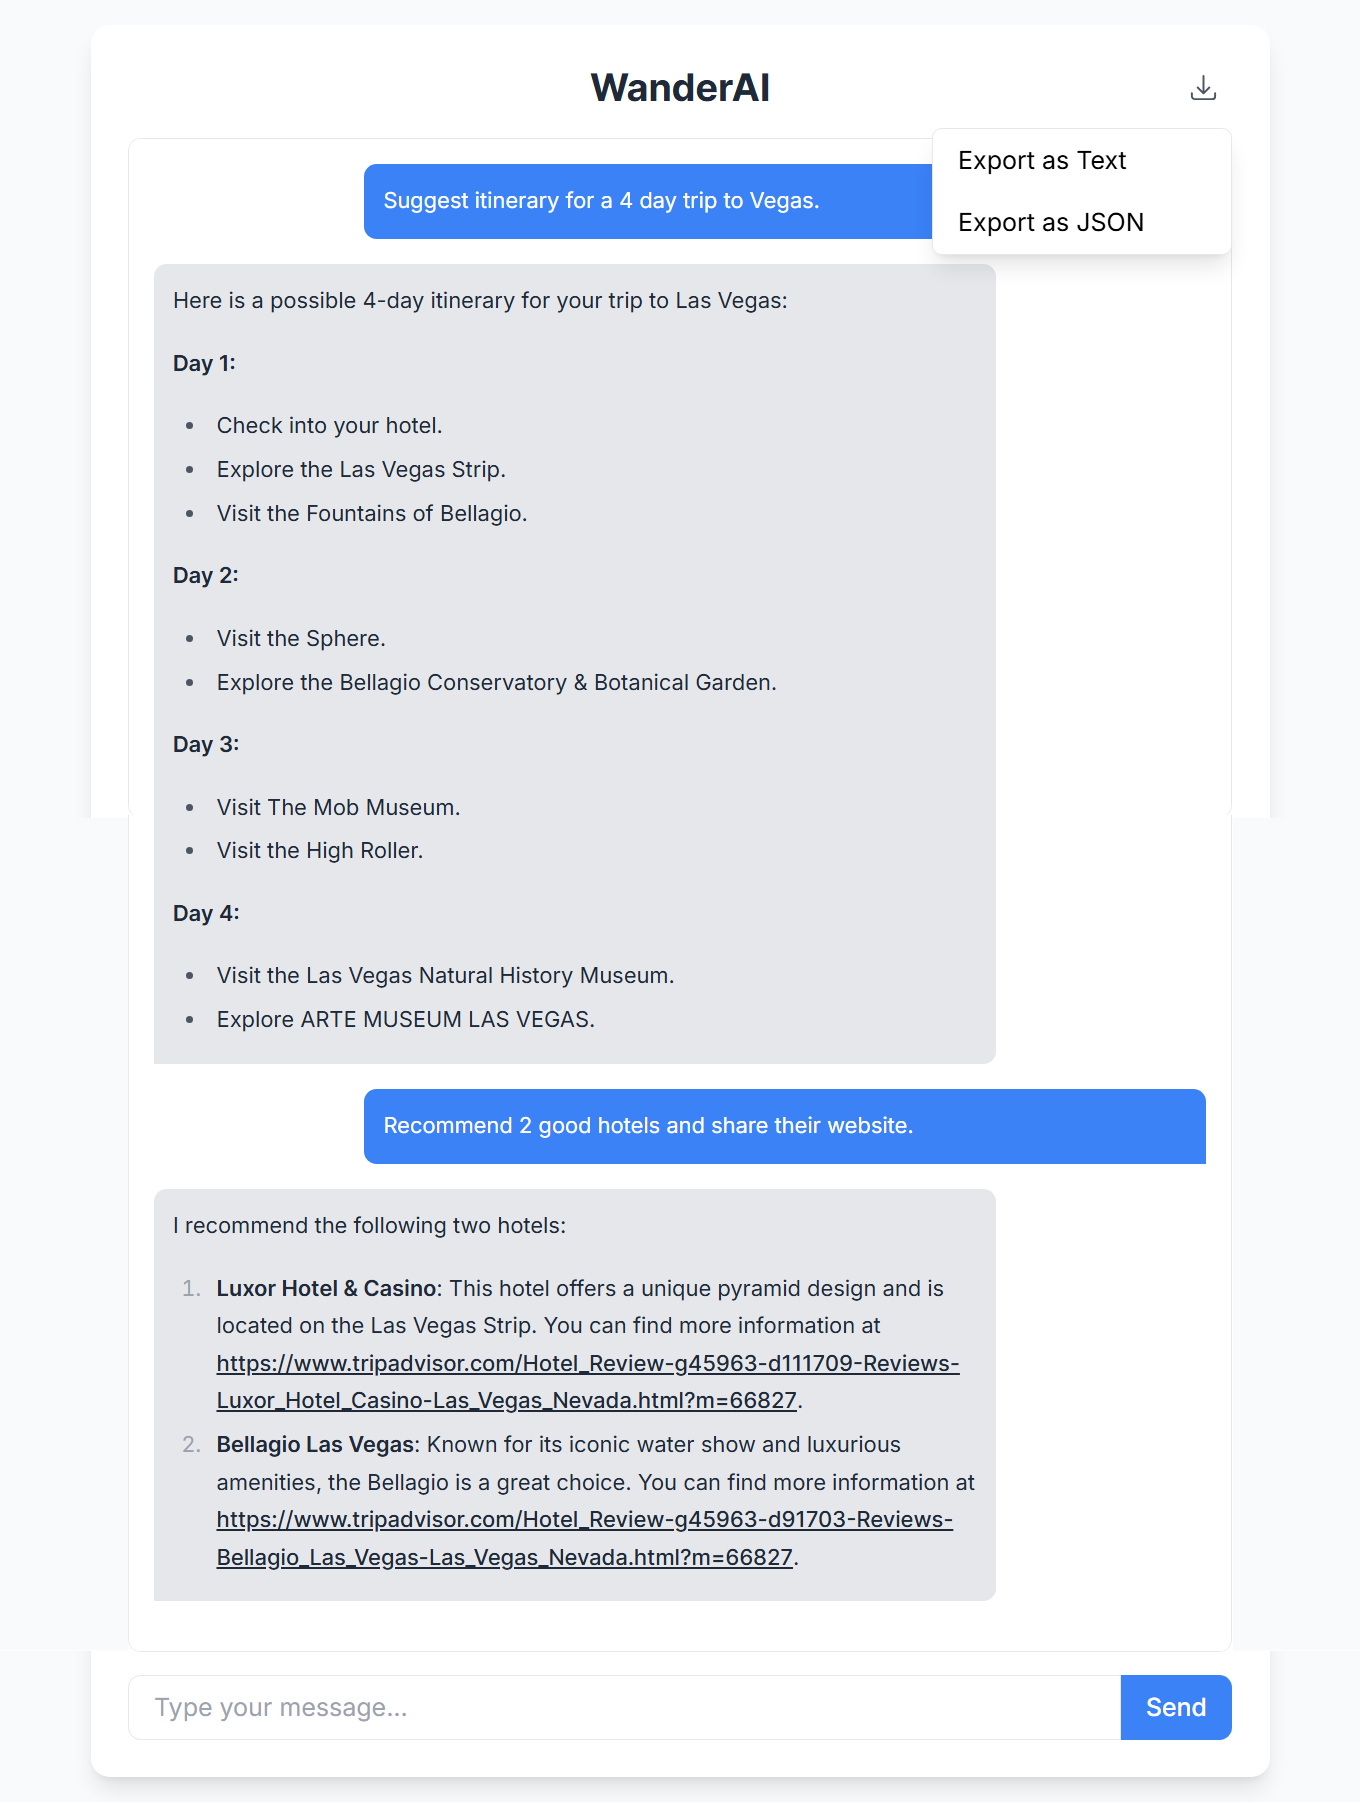 WanderAI
Export as Text
Export as JSON
Suggest itinerary for a 4 day trip to Vegas.
Here is a possible 4-day itinerary for your trip to Las Vegas:
Day 1:
• Check into your hotel.
• Explore the Las Vegas Strip.
• Visit the Fountains of Bellagio.
Day 2:
• Visit the Sphere.
• Explore the Bellagio Conservatory & Botanical Garden.
Day 3:
• Visit The Mob Museum.
• Visit the High Roller.
Day 4:
• Visit the Las Vegas Natural History Museum.
• Explore ARTE MUSEUM LAS VEGAS.
Recommend 2 good hotels and share their website.
I recommend the following two hotels:
1. Luxor Hotel & Casino: This hotel offers a unique pyramid design and is
located on the Las Vegas Strip. You can find more information at
https://www.tripadvisor.com/Hotel_Review-g45963-d111709-Reviews-
Luxor_Hotel_Casino-Las_Vegas_Nevada.html?m=66827.
2. Bellagio Las Vegas: Known for its iconic water show and luxurious
amenities, the Bellagio is a great choice. You can find more information at
https://www.tripadvisor.com/Hotel_Review-g45963-d91703-Reviews-
Bellagio_Las_Vegas-Las_Vegas_Nevada.html?m=66827.
Type your message...
Send